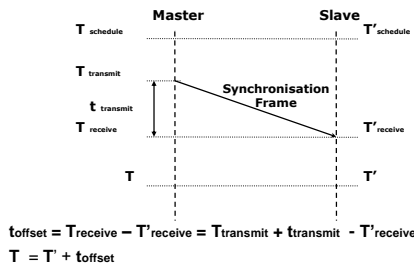 Master Slave
T schedule T' schedule
T transmit
Synchronisation
Frame
t transmit
T receive T' receive
T T'
toffset = Treceive – T'receive = Ttransmit + ttransmit - T'receive
T = T' + toffset